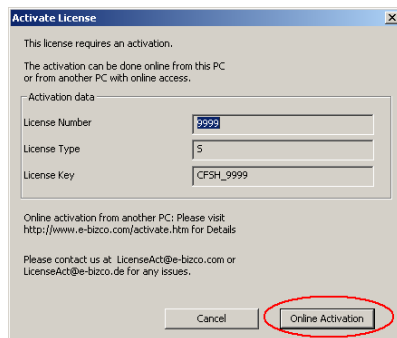 Activate License
This license requires an activation.
The activation can be done online from this PC
or from another PC with online access.
Activation data
License Number 9999
License Type S
License Key CFSH_9999
Online activation from another PC: Please visit
http://www.e-bizco.com/activate.htm for Details
Please contact us at LicenseAct@e-bizco.com or
LicenseAct@e-bizco.de for any issues.
Cancel Online Activation